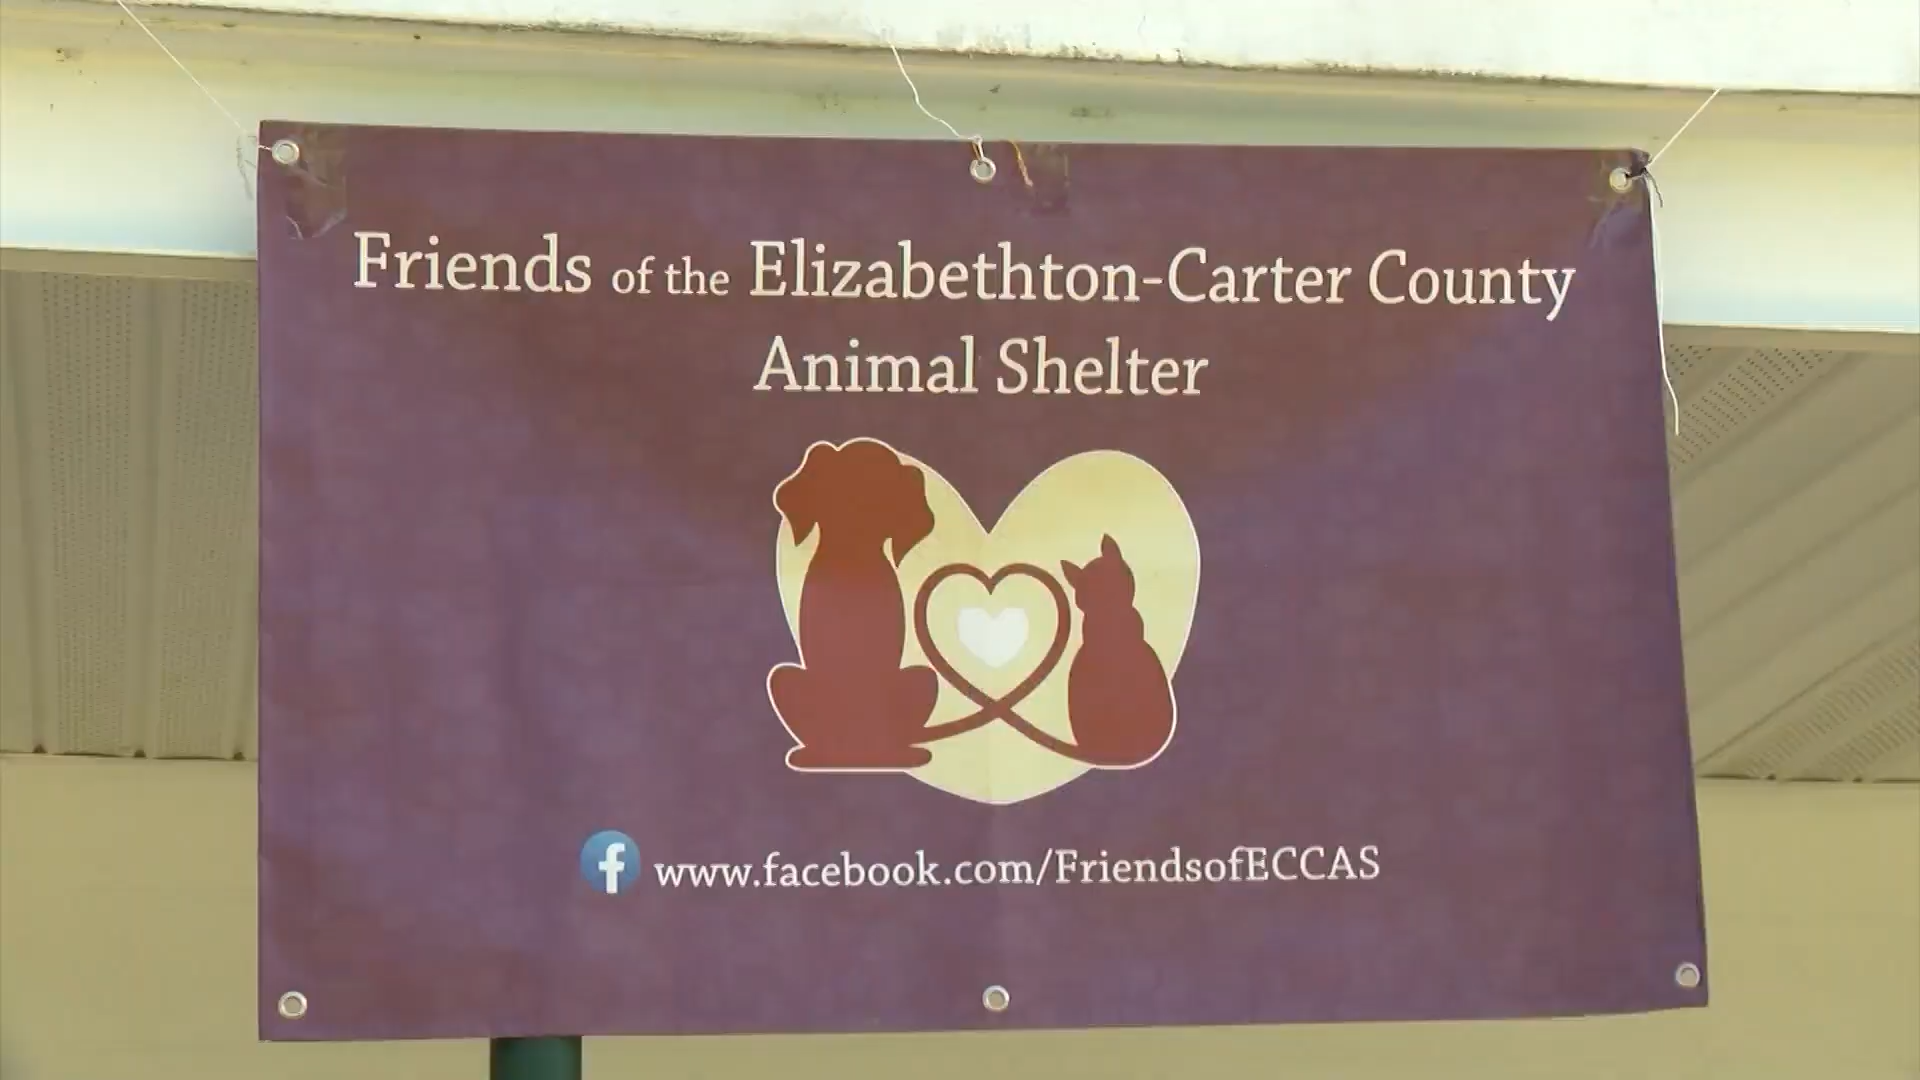 Friends of the Elizabethton-Carter County
Animal Shelter
f www.facebook.com/FriendsofECCAS